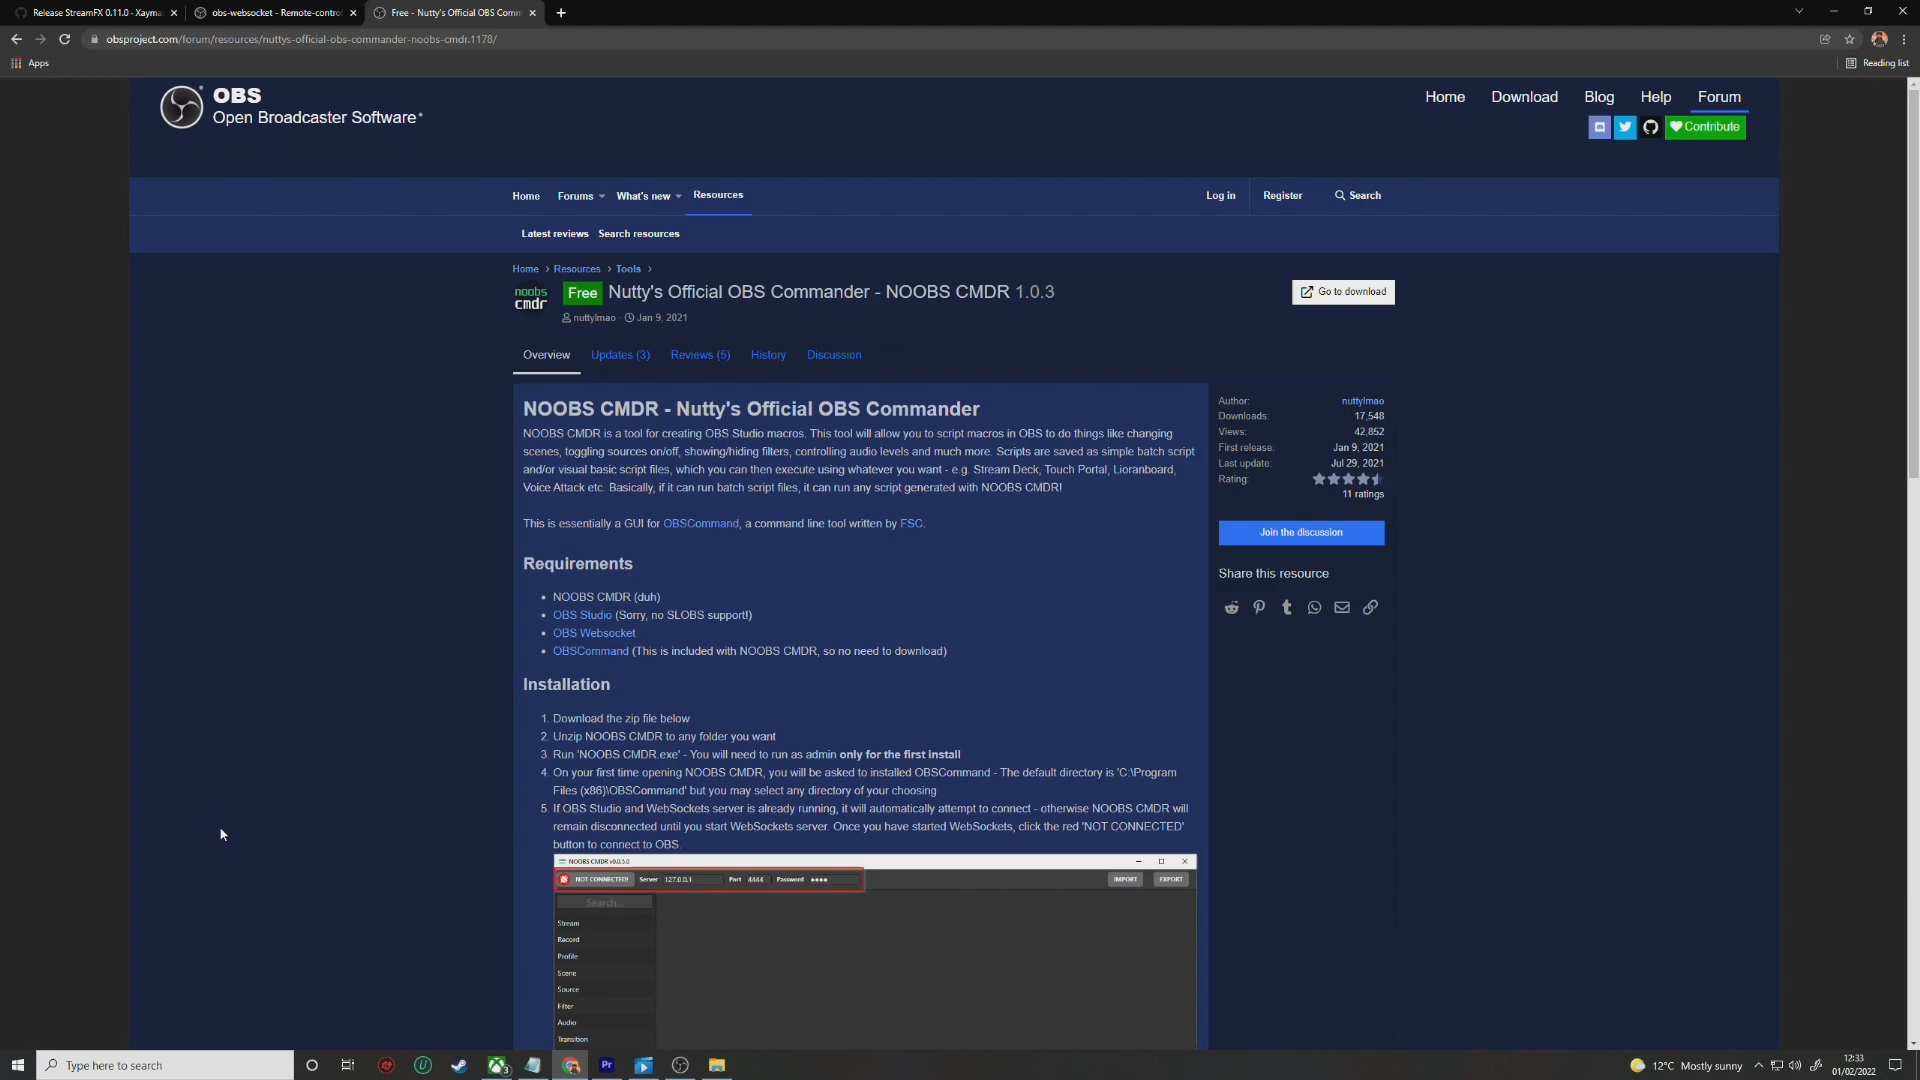 Release StreamFX 0.11.0 - Xayma
obs-websocket - Remote-control
Free - Nutty's Official OBS Comm
obsproject.com/forum/resources/nuttys-official-obs-commander-noobs-cmdr.1178/
Apps
Reading list
OBS
Open Broadcaster Software
Home Download Blog Help Forum
Contribute
Home Forums What's new Resources Log in Register Search
Latest reviews Search resources
Home › Resources › Tools ›
noobs
cmdr
Free Nutty's Official OBS Commander - NOOBS CMDR 1.0.3
Go to download
nuttylmao · Jan 9, 2021
Overview Updates (3) Reviews (5) History Discussion
NOOBS CMDR - Nutty's Official OBS Commander
NOOBS CMDR is a tool for creating OBS Studio macros. This tool will allow you to script macros in OBS to do things like changing
scenes, toggling sources on/off, showing/hiding filters, controlling audio levels and much more. Scripts are saved as simple batch script
and/or visual basic script files, which you can then execute using whatever you want - e.g. Stream Deck, Touch Portal, Lioranboard,
Voice Attack etc. Basically, if it can run batch script files, it can run any script generated with NOOBS CMDR!
This is essentially a GUI for OBSCommand, a command line tool written by FSC.
Requirements
• NOOBS CMDR (duh)
• OBS Studio (Sorry, no SLOBS support!)
• OBS Websocket
• OBSCommand (This is included with NOOBS CMDR, so no need to download)
Installation
1. Download the zip file below
2. Unzip NOOBS CMDR to any folder you want
3. Run 'NOOBS CMDR.exe' - You will need to run as admin only for the first install
4. On your first time opening NOOBS CMDR, you will be asked to installed OBSCommand - The default directory is 'C:\Program
Files (x86)\OBSCommand' but you may select any directory of your choosing
5. If OBS Studio and WebSockets server is already running, it will automatically attempt to connect - otherwise NOOBS CMDR will
remain disconnected until you start WebSockets server. Once you have started WebSockets, click the red 'NOT CONNECTED'
button to connect to OBS.
NOOBS CMDR v0.0.5.0
NOT CONNECTED! Server 127.0.0.1 Port 4444 Password •••• IMPORT EXPORT
Search...
Stream
Record
Profile
Scene
Source
Filter
Audio
Transition
Author: nuttylmao
Downloads: 17,548
Views: 42,852
First release: Jan 9, 2021
Last update: Jul 29, 2021
Rating:
11 ratings
Join the discussion
Share this resource
Type here to search
3
Pr
12°C Mostly sunny
12:33
01/02/2022